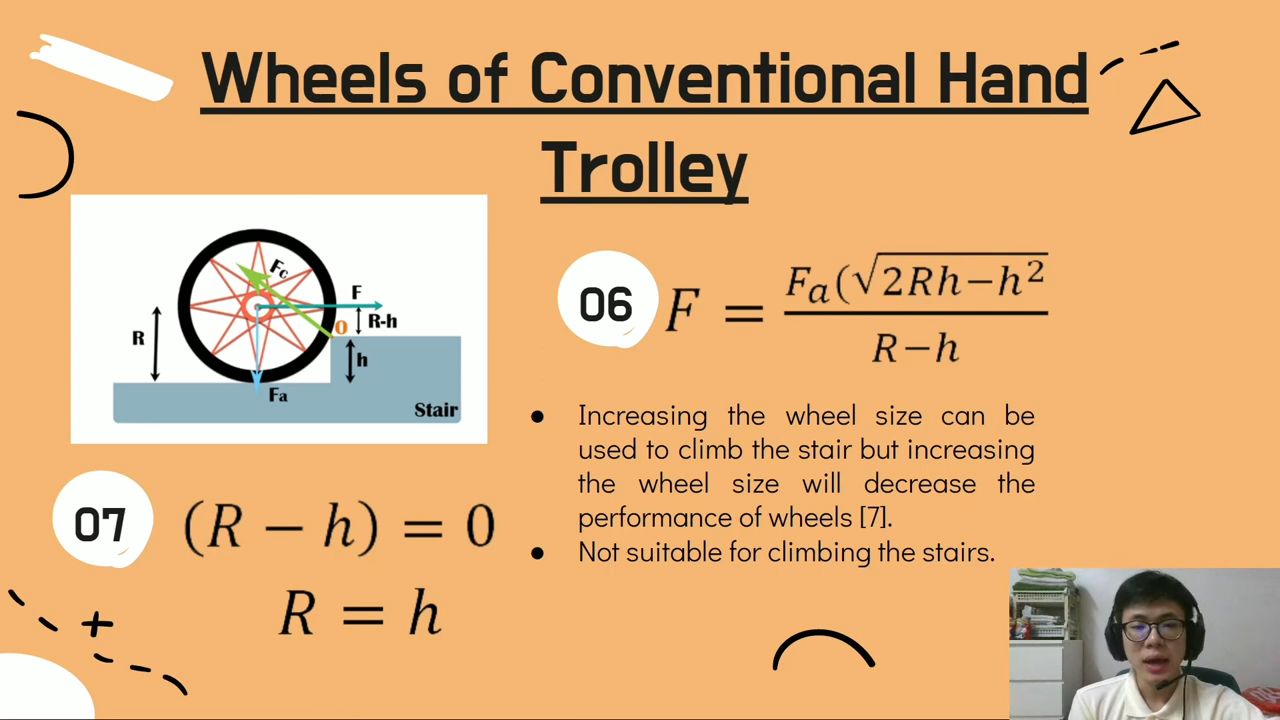 Wheels of Conventional Hand
Trolley
Fc
F
O
R-h
R
h
Fa
Stair
06
F = Fa(√2Rh−h²
R−h
● Increasing the wheel size can be
used to climb the stair but increasing
the wheel size will decrease the
performance of wheels [7].
● Not suitable for climbing the stairs.
07
(R − h) = 0
R = h